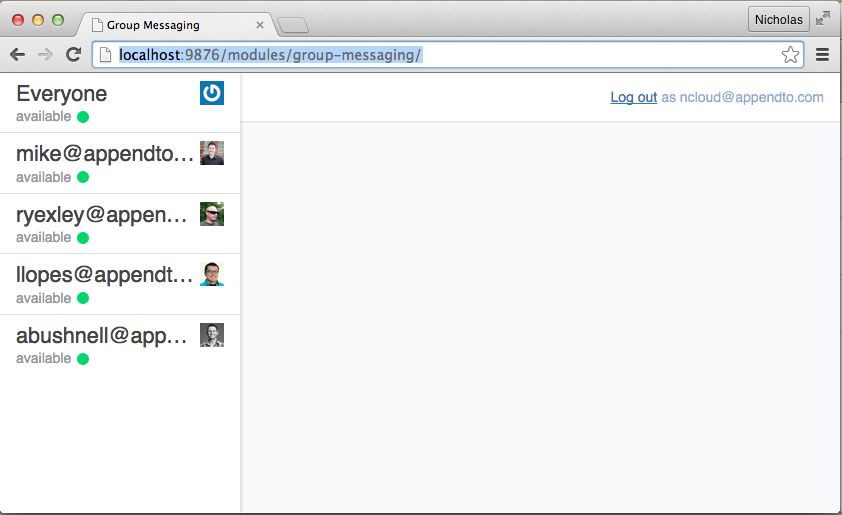 Group Messaging
Nicholas
localhost:9876/modules/group-messaging/
Everyone
available
mike@appendto...
available
ryexley@appen...
available
llopes@appendt...
available
abushnell@app...
available
Log out as ncloud@appendto.com